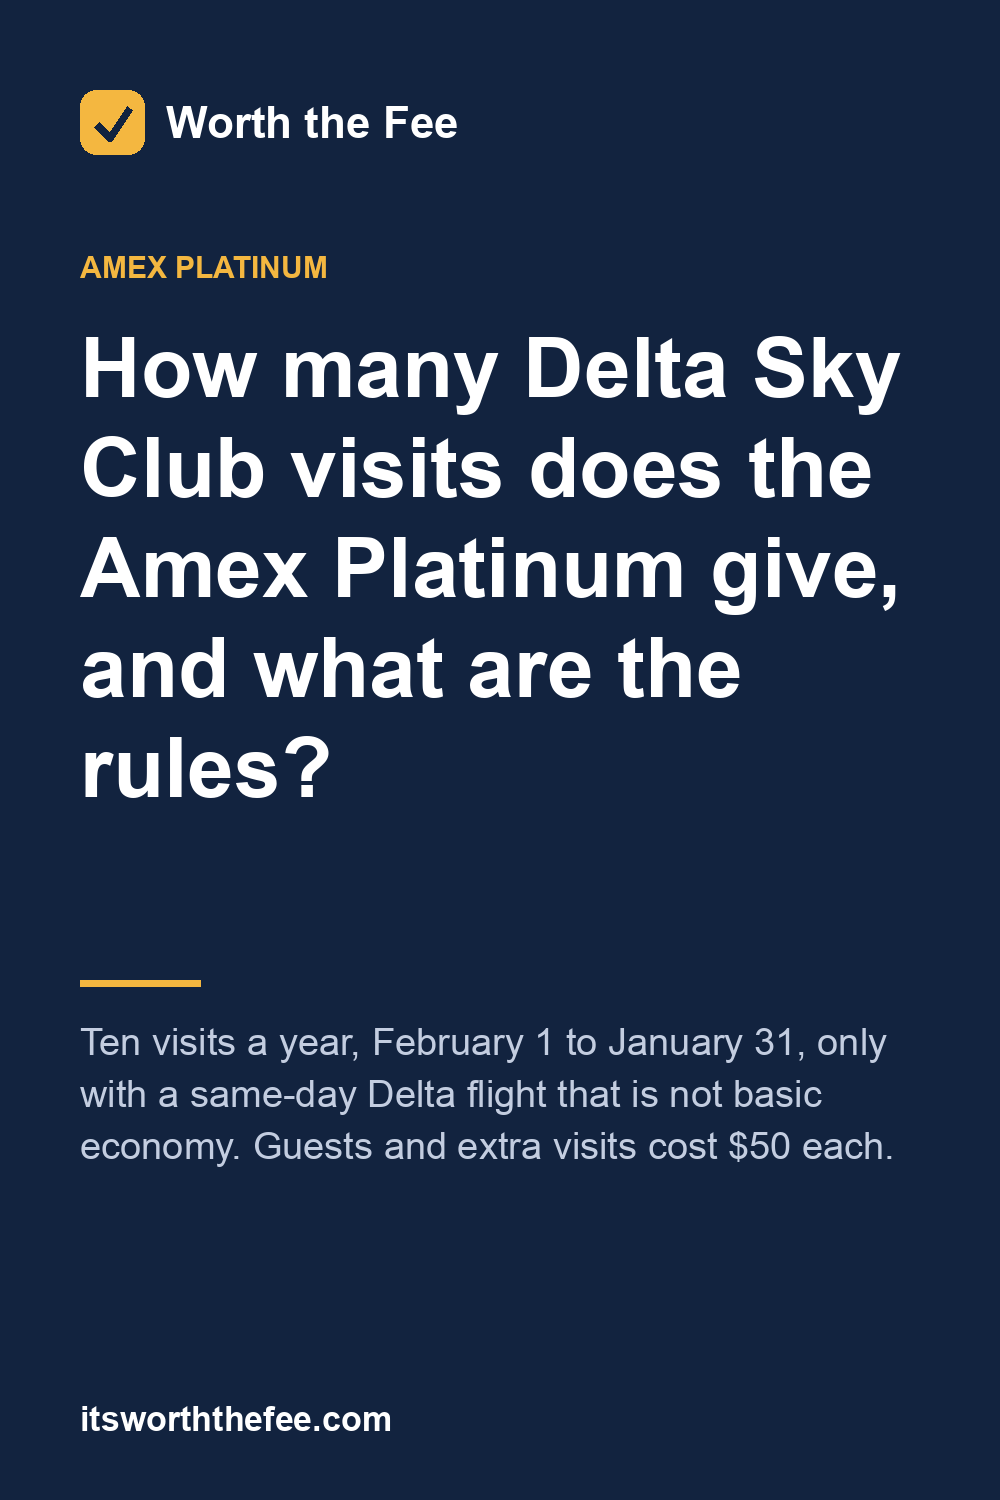 Worth the Fee
AMEX PLATINUM
How many Delta Sky
Club visits does the
Amex Platinum give,
and what are the
rules?
Ten visits a year, February 1 to January 31, only
with a same-day Delta flight that is not basic
economy. Guests and extra visits cost $50 each.
itsworththefee.com